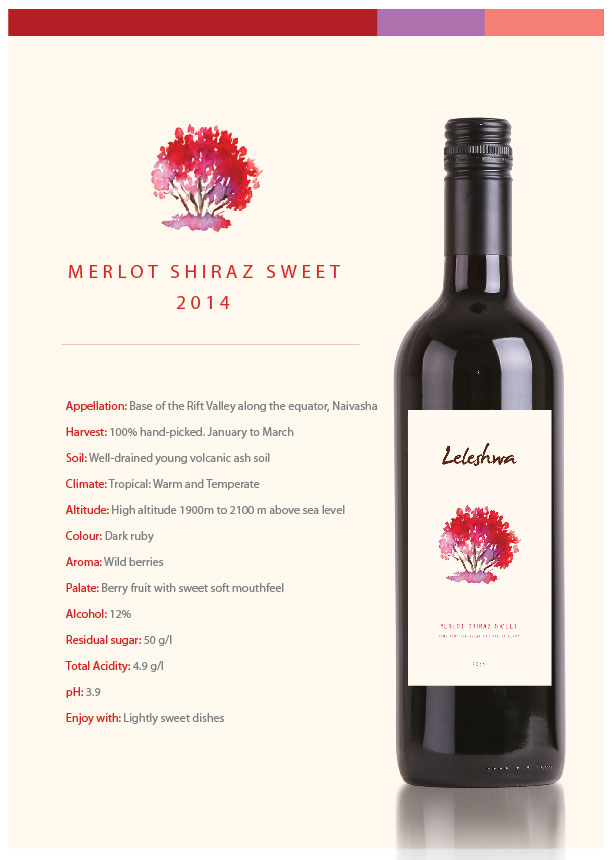 MERLOT SHIRAZ SWEET
2014
Appellation: Base of the Rift Valley along the equator, Naivasha
Harvest: 100% hand-picked. January to March
Soil: Well-drained young volcanic ash soil
Climate: Tropical: Warm and Temperate
Altitude: High altitude 1900m to 2100 m above sea level
Colour: Dark ruby
Aroma: Wild berries
Palate: Berry fruit with sweet soft mouthfeel
Alcohol: 12%
Residual sugar: 50 g/l
Total Acidity: 4.9 g/l
pH: 3.9
Enjoy with: Lightly sweet dishes
Leleshwa
MERLOT SHIRAZ SWEET